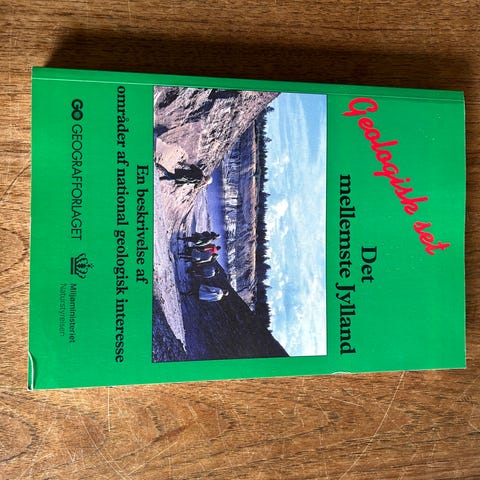 Geologisk set
Det
mellemste Jylland
En beskrivelse af
områder af national geologisk interesse
GO GEOGRAFFORLAGET
Miljøministeriet
Naturstyrelsen